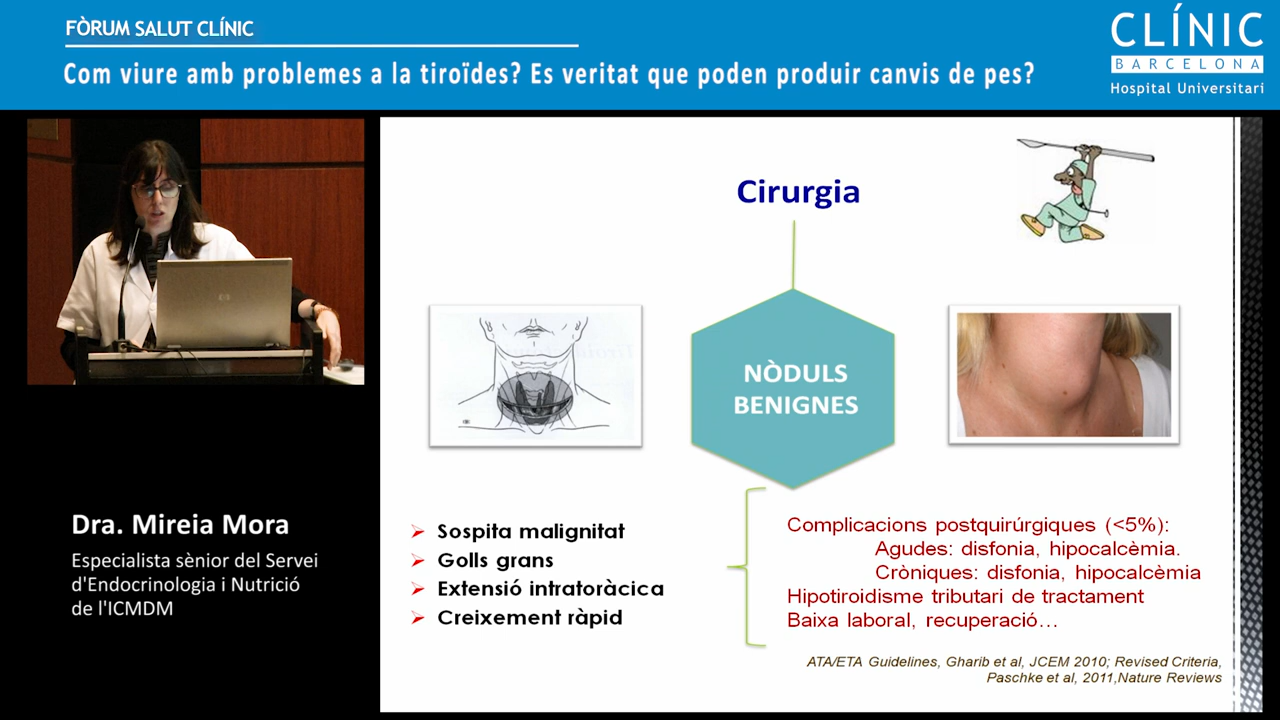 FÒRUM SALUT CLÍNIC
Com viure amb problemes a la tiroïdes? Es veritat que poden produir canvis de pes?
CLÍNIC
BARCELONA
Hospital Universitari
Cirurgia
NÒDULS
BENIGNES
Dra. Mireia Mora
Especialista sènior del Servei
d'Endocrinologia i Nutrició
de l'ICMDM
Sospita malignitat
Golls grans
Extensió intratoràcica
Creixement ràpid
Complicacions postquirúrgiques (<5%):
Agudes: disfonia, hipocalcèmia.
Cròniques: disfonia, hipocalcèmia
Hipotiroidisme tributari de tractament
Baixa laboral, recuperació…
ATA/ETA Guidelines, Gharib et al, JCEM 2010; Revised Criteria,
Paschke et al, 2011,Nature Reviews